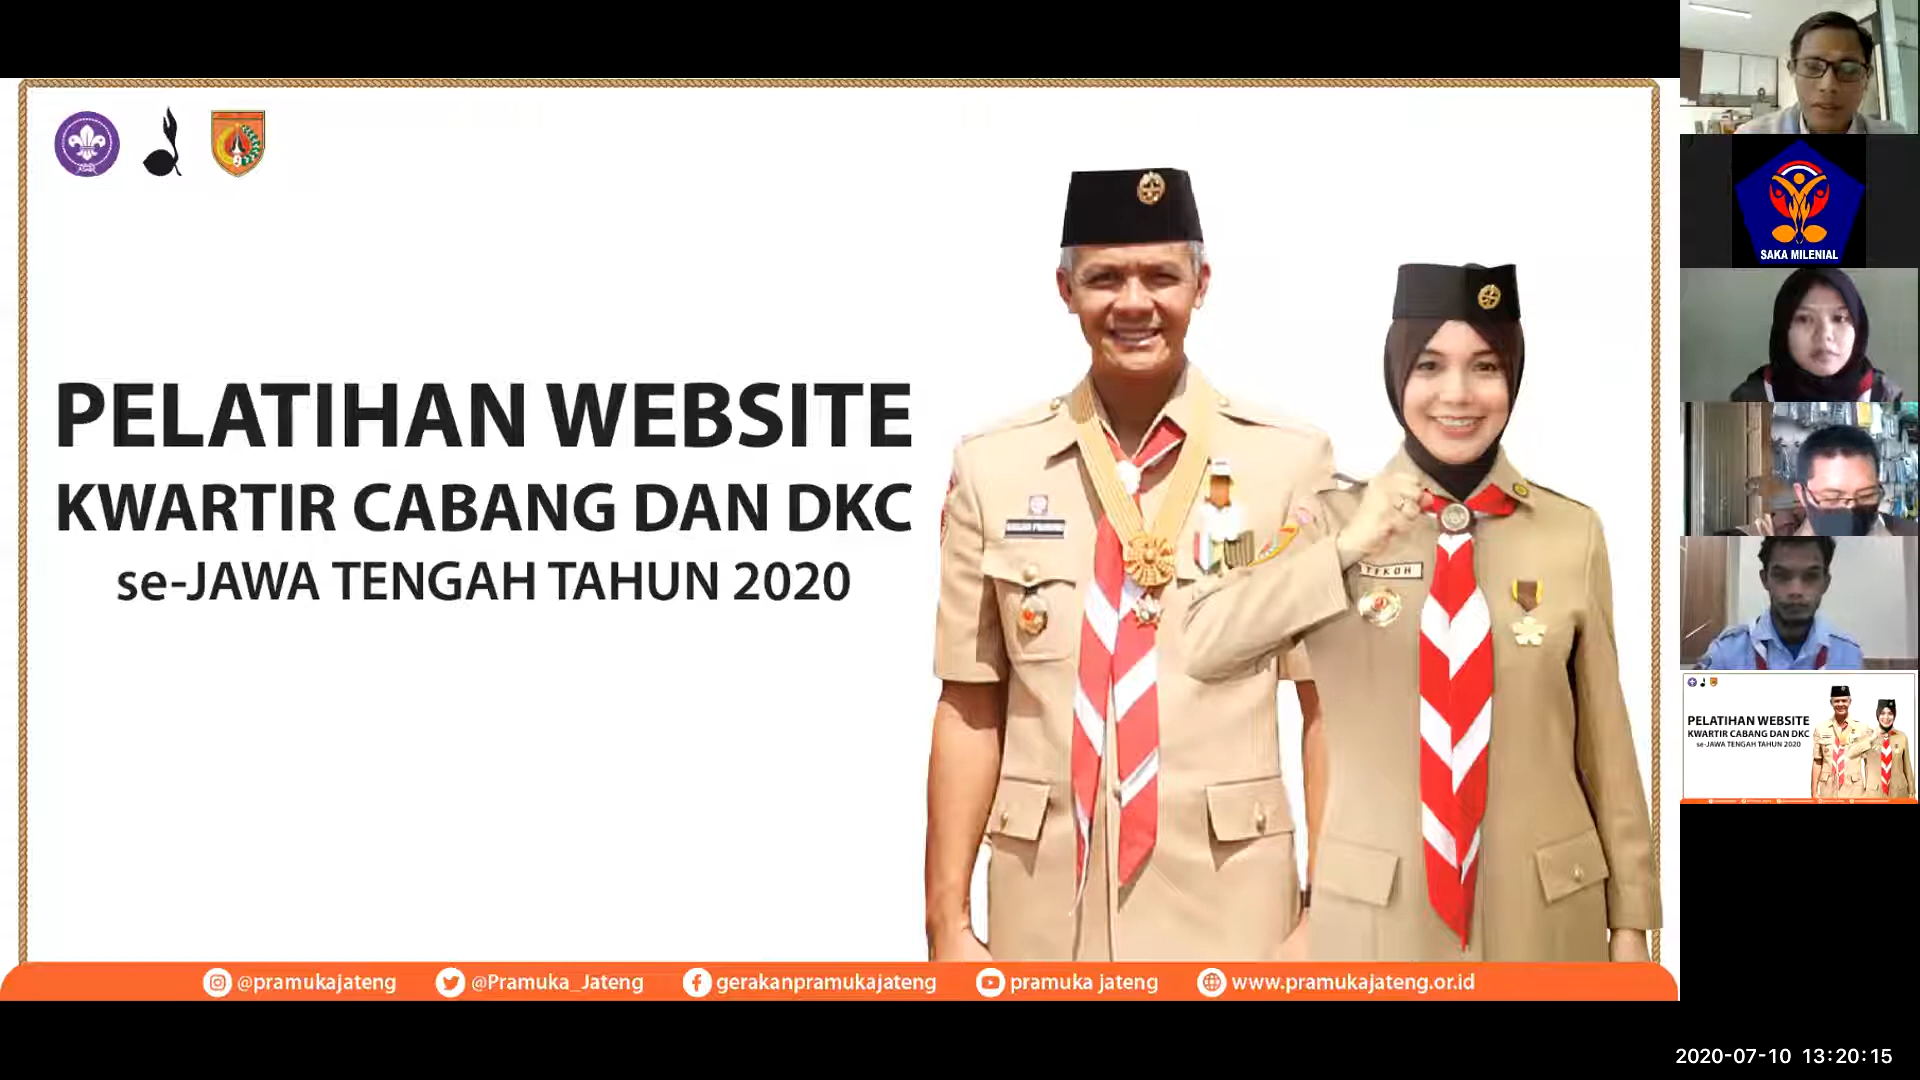 PELATIHAN WEBSITE
KWARTIR CABANG DAN DKC
se-JAWA TENGAH TAHUN 2020
@pramukajateng
@Pramuka_Jateng
gerakanpramukajateng
pramuka jateng
www.pramukajateng.or.id
SAKA MILENIAL
PELATIHAN WEBSITE
KWARTIR CABANG DAN DKC
se-JAWA TENGAH TAHUN 2020
2020-07-10 13:20:15